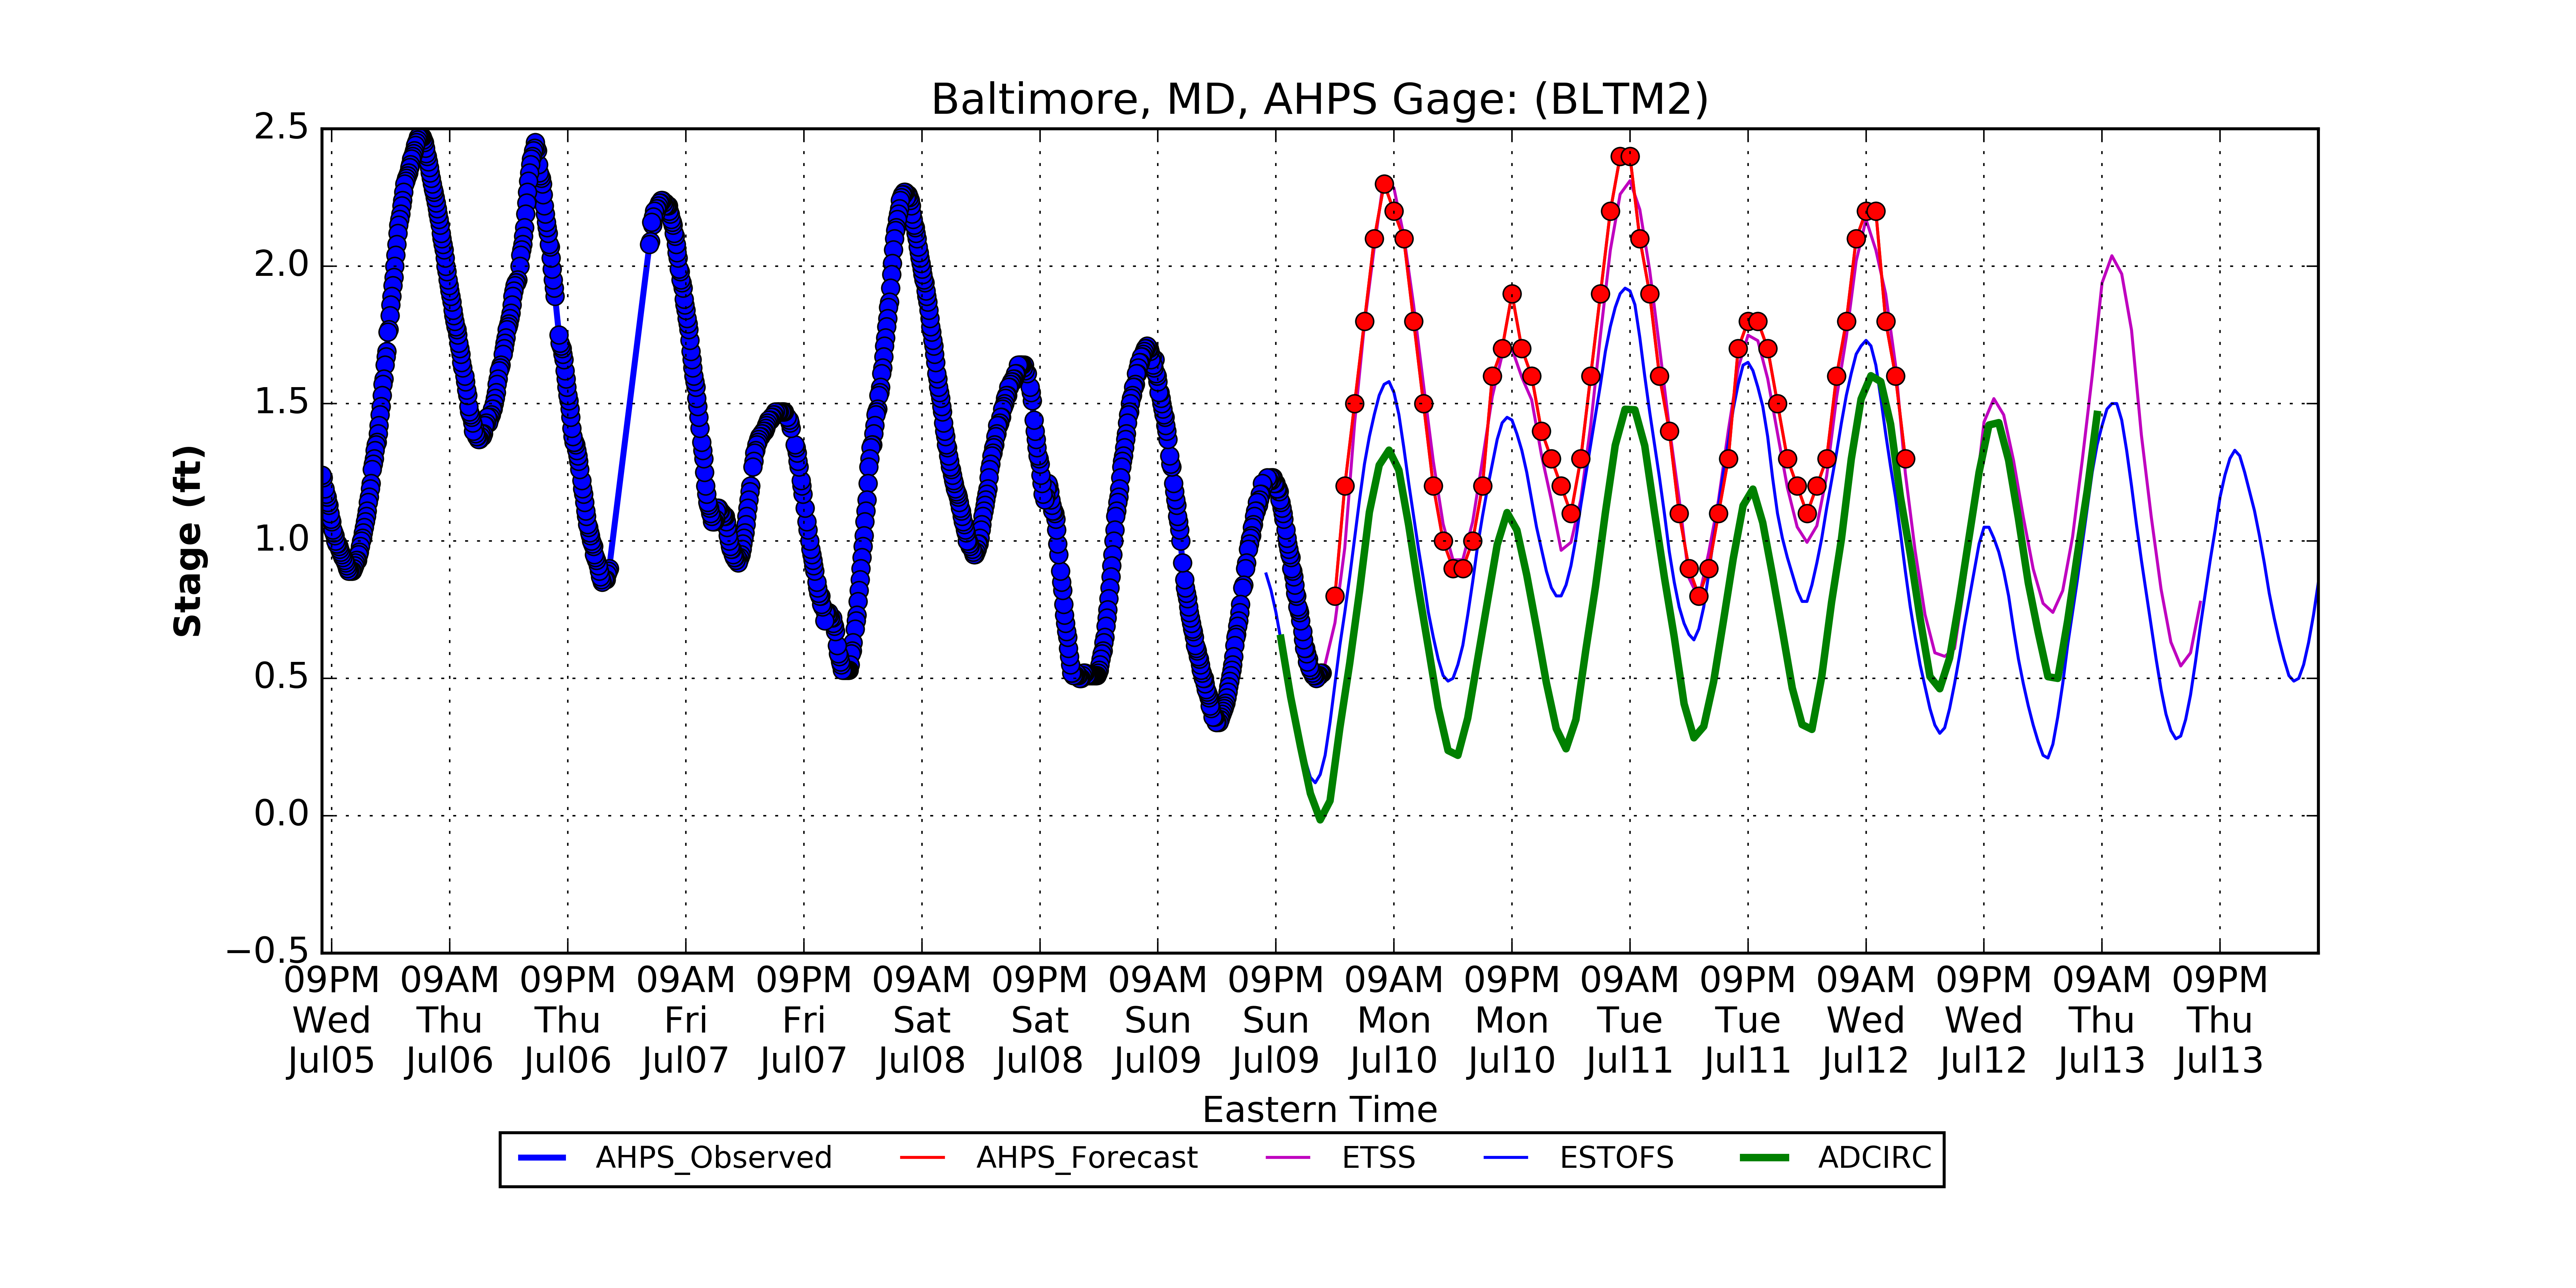 Baltimore, MD, AHPS Gage: (BLTM2)
Stage (ft)
2.5
2.0
1.5
1.0
0.5
0.0
−0.5
09PM 09AM 09PM 09AM 09PM 09AM 09PM 09AM 09PM 09AM 09PM 09AM 09PM 09AM 09PM 09AM 09PM
Wed Thu Thu Fri Fri Sat Sat Sun Sun Mon Mon Tue Tue Wed Wed Thu Thu
Jul05 Jul06 Jul06 Jul07 Jul07 Jul08 Jul08 Jul09 Jul09 Jul10 Jul10 Jul11 Jul11 Jul12 Jul12 Jul13 Jul13
Eastern Time
AHPS_Observed AHPS_Forecast ETSS ESTOFS ADCIRC